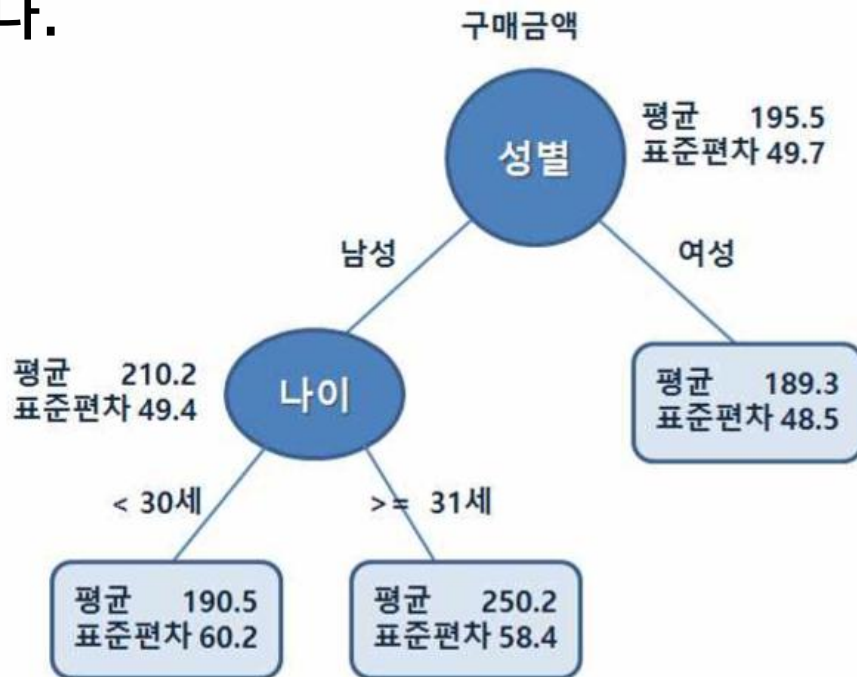 다.
구매금액
성별
평균 195.5
표준편차 49.7
남성
여성
평균 210.2
표준편차 49.4
나이
평균 189.3
표준편차 48.5
< 30세
>= 31세
평균 190.5
표준편차 60.2
평균 250.2
표준편차 58.4